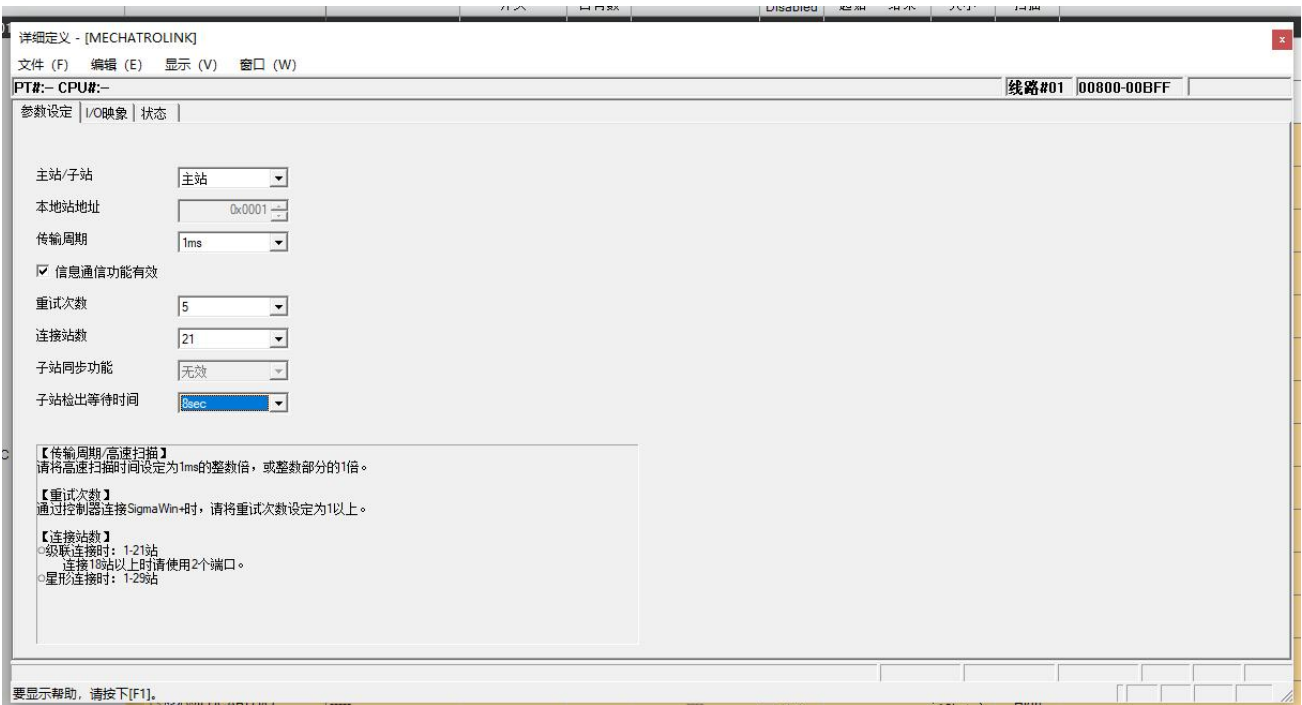 Disabled
详细定义 - [MECHATROLINK]
x
文件 (F) 编辑 (E) 显示 (V) 窗口 (W)
PT#:– CPU#:– 线路#01 00800-00BFF
参数设定 I/O映象 状态
主站/子站 主站
本地站地址 0x0001
传输周期 1ms
信息通信功能有效
重试次数 5
连接站数 21
子站同步功能 无效
子站检出等待时间 8sec
【传输周期/高速扫描】
请将高速扫描时间设定为1ms的整数倍，或整数部分的1倍。
【重试次数】
通过控制器连接SigmaWin+时，请将重试次数设定为1以上。
【连接站数】
○级联连接时：1-21站
连接18站以上时请使用2个端口。
○星形连接时：1-29站
要显示帮助，请按下[F1]。